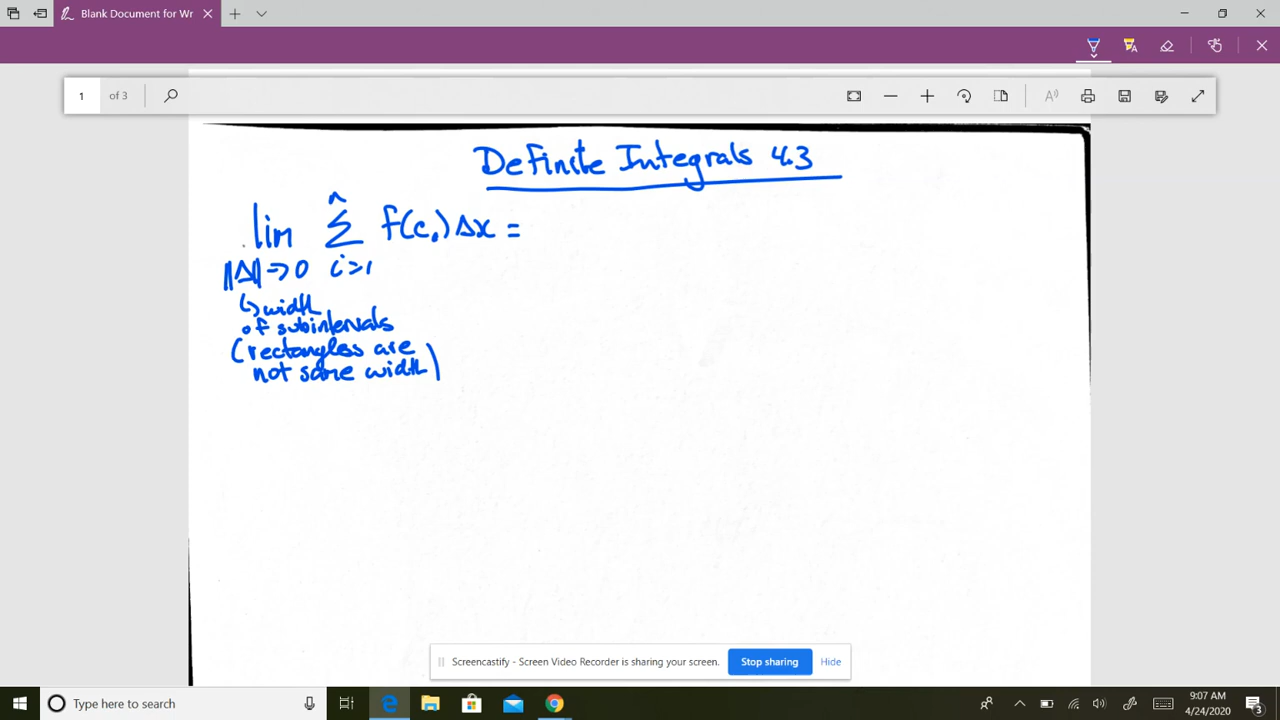 Blank Document for Wr
1 of 3
Definite Integrals 4.3
lim n ∑ f(c) Δx =
||Δ|| → 0 i>1
↳ width
of subintervals
(rectangless are
not same width)
Screencastify - Screen Video Recorder is sharing your screen. Stop sharing Hide
Type here to search
9:07 AM
4/24/2020
3